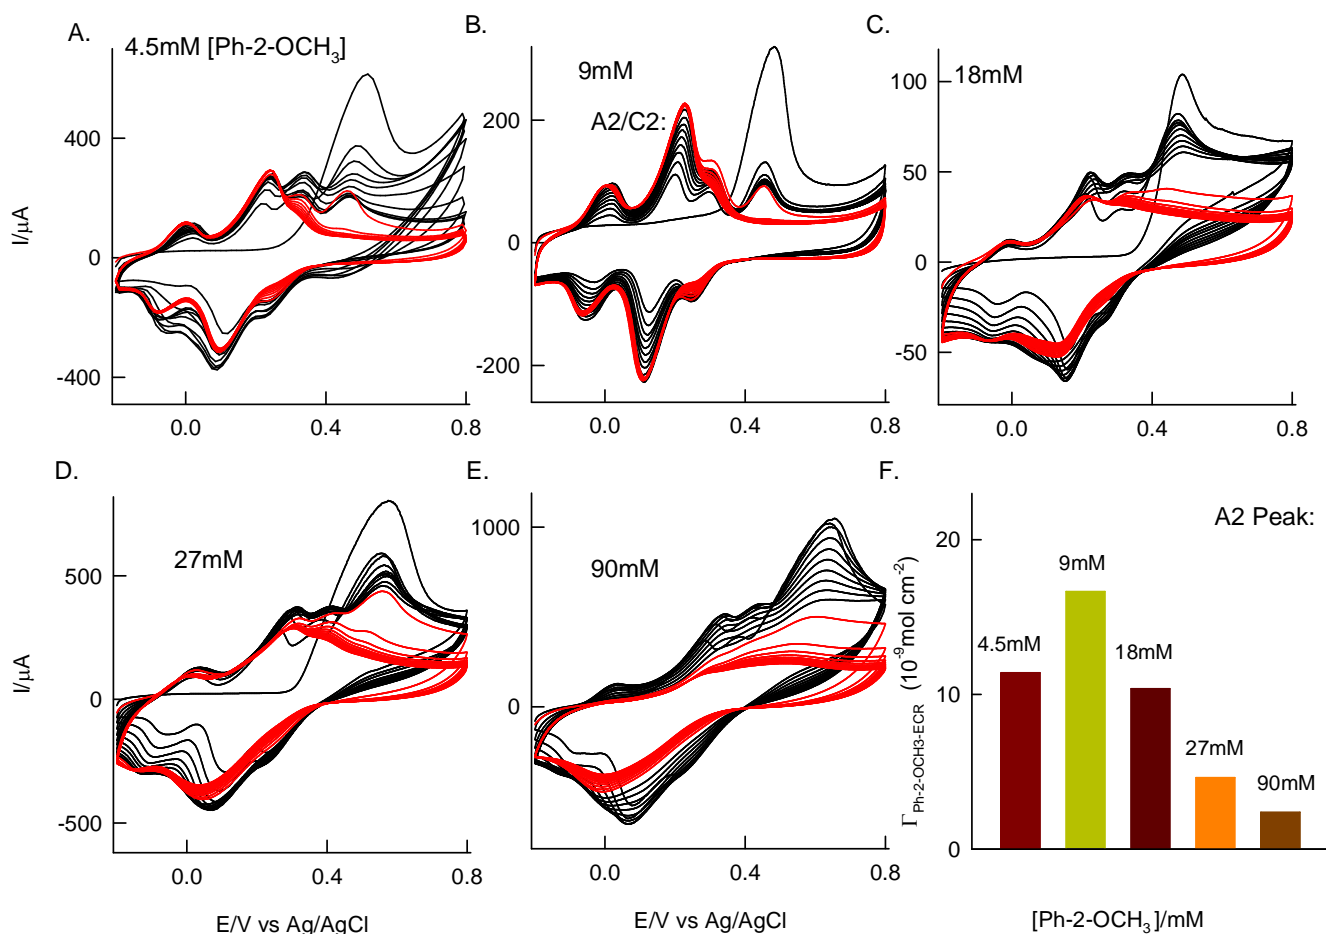 A.
4.5mM [Ph-2-OCH3]
400
0
-400
0.0
0.4
0.8
I/μA
B.
9mM
A2/C2:
200
0
-200
0.0
0.4
0.8
C.
18mM
100
50
0
-50
0.0
0.4
0.8
D.
27mM
500
0
-500
0.0
0.4
0.8
I/μA
E/V vs Ag/AgCl
E.
90mM
1000
0
0.0
0.4
0.8
E/V vs Ag/AgCl
F.
A2 Peak:
20
10
0
4.5mM
9mM
18mM
27mM
90mM
ΓPh-2-OCH3-ECR (10-9mol cm-2)
[Ph-2-OCH3]/mM